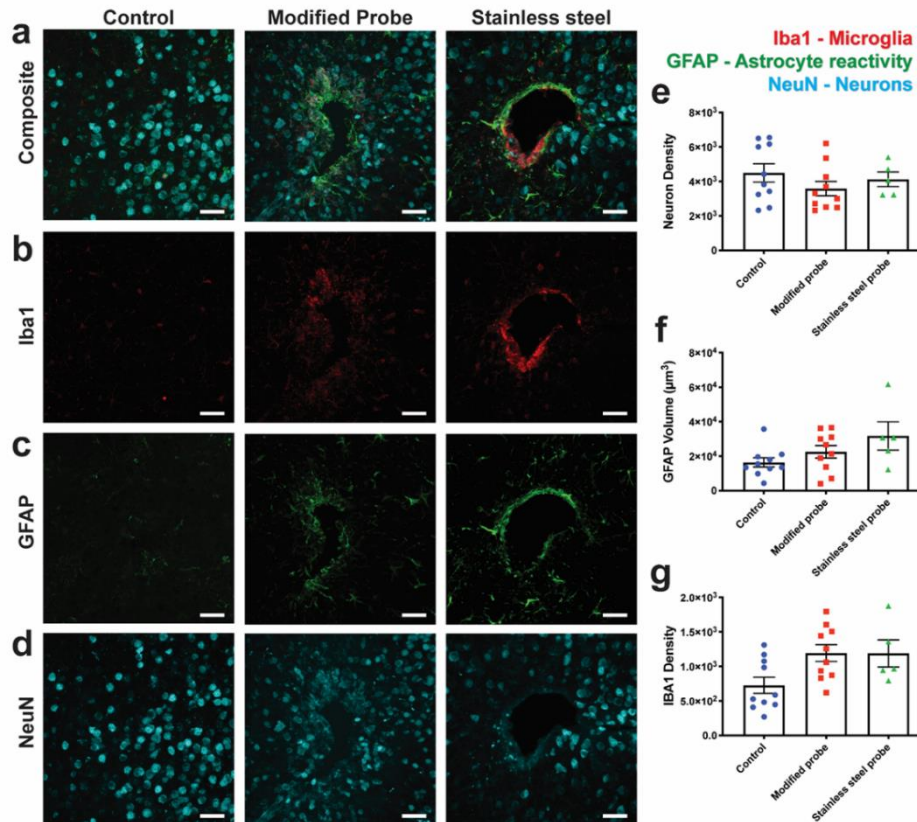 Control Modified Probe Stainless steel
a
Composite
b
Iba1
c
GFAP
d
NeuN
Iba1 - Microglia
GFAP - Astrocyte reactivity
NeuN - Neurons
e
Neuron Density
8×10³
6×10³
4×10³
2×10³
0
Control
Modified probe
Stainless steel probe
f
GFAP Volume (µm³)
8×10⁴
6×10⁴
4×10⁴
2×10⁴
0
Control
Modified probe
Stainless steel probe
g
IBA1 Density
2.0×10³
1.5×10³
1.0×10³
5.0×10²
0.0
Control
Modified probe
Stainless steel probe